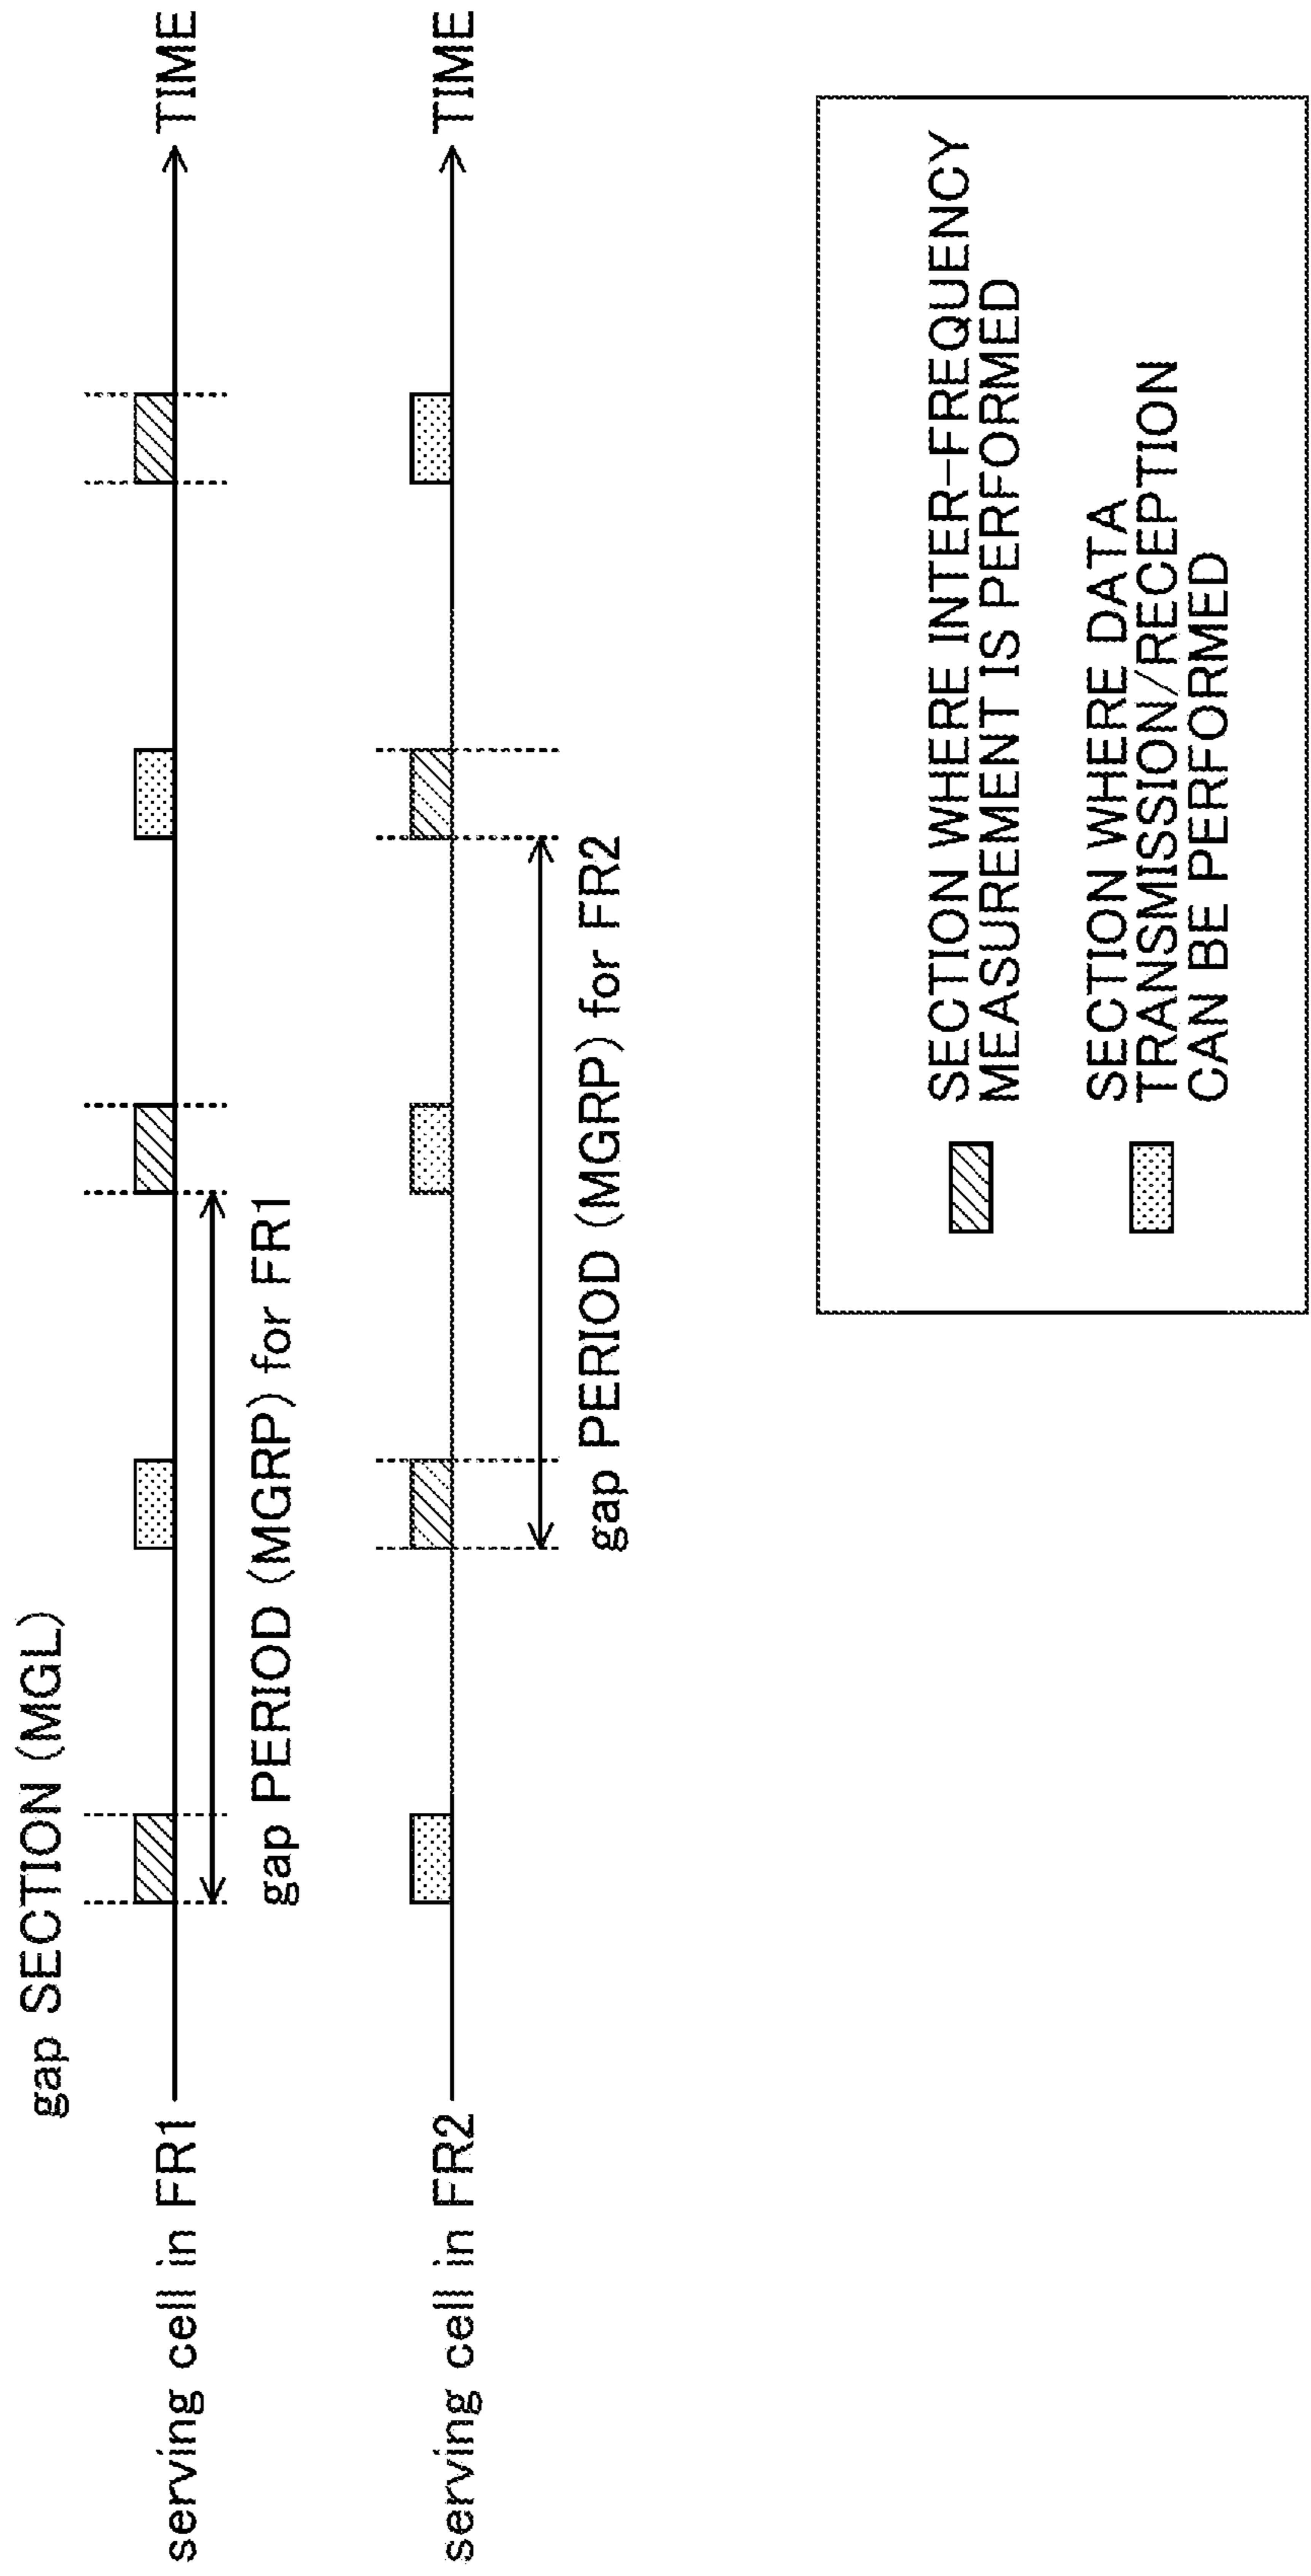 gap SECTION (MGL)
serving cell in FR1
TIME
gap PERIOD (MGRP) for FR1
serving cell in FR2
TIME
gap PERIOD (MGRP) for FR2
SECTION WHERE INTER-FREQUENCY
MEASUREMENT IS PERFORMED
SECTION WHERE DATA
TRANSMISSION/RECEPTION
CAN BE PERFORMED